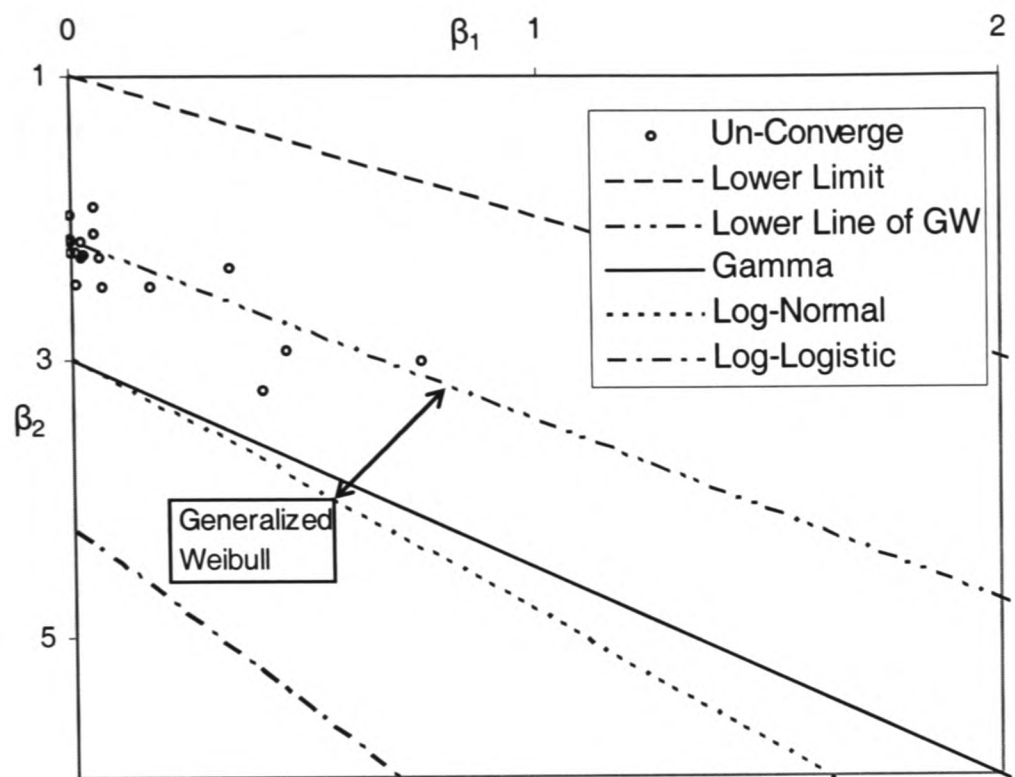 0 β1 1 2
1
Un-Converge
Lower Limit
Lower Line of GW
Gamma
Log-Normal
Log-Logistic
3
β2
Generalized
Weibull
5